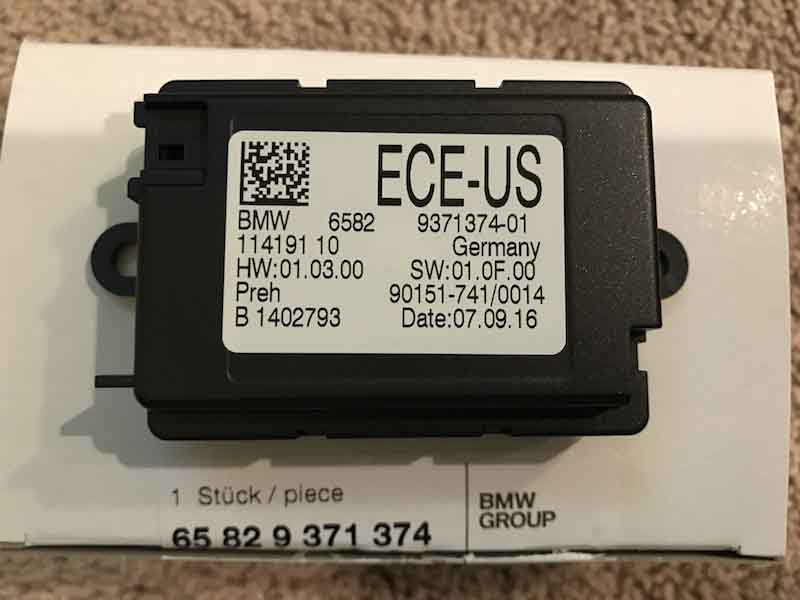 ECE-US
BMW 6582 9371374-01
114191 10 Germany
HW:01.03.00 SW:01.0F.00
Preh 90151-741/0014
B 1402793 Date:07.09.16
1 Stück / piece
65 82 9 371 374
BMW
GROUP